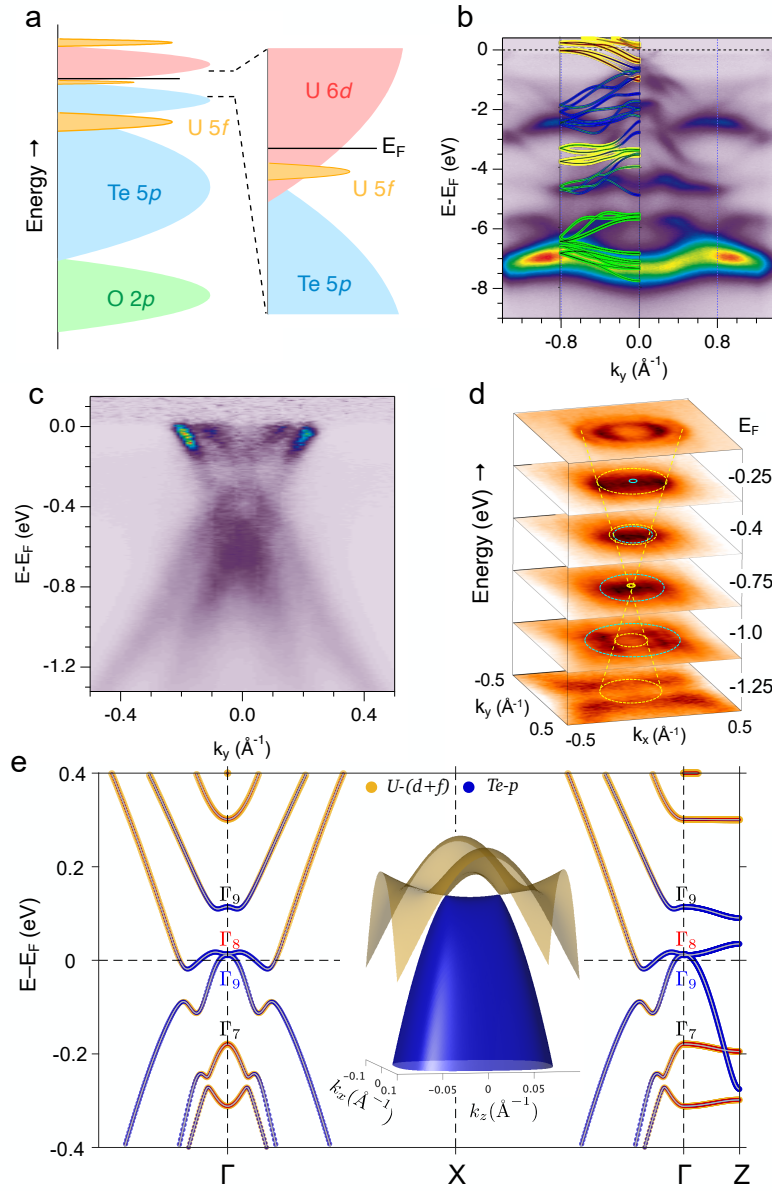 a
Energy →
U 6d
E_F
U 5f
U 5f
Te 5p
Te 5p
O 2p
b
E-E_F (eV)
0
-2
-4
-6
-8
-0.8
0.0
0.8
k_y (Å⁻¹)
c
E-E_F (eV)
0.0
-0.4
-0.8
-1.2
-0.4
0.0
0.4
k_y (Å⁻¹)
d
Energy (eV) →
E_F
-0.25
-0.4
-0.75
-1.0
-1.25
-0.5
k_y (Å⁻¹)
0.5
-0.5
k_x (Å⁻¹)
0.5
e
E−E_F (eV)
0.4
0.2
0
-0.2
-0.4
U-(d+f)
Te-p
Γ₉
Γ₈
Γ₉
Γ₇
Γ₉
Γ₈
Γ₉
Γ₇
-0.1
0.1
k_x(Å⁻¹)
-0.1
-0.05
0
0.05
k_z(Å⁻¹)
Γ
X
Γ
Z